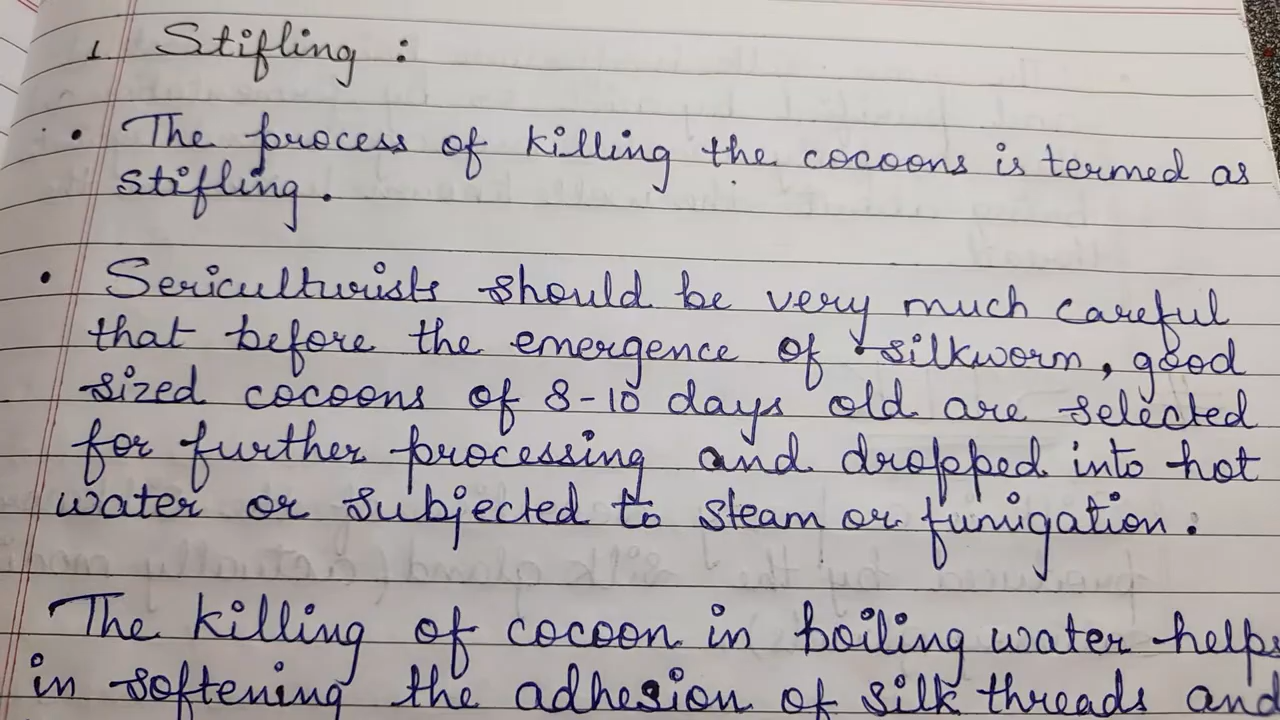 1. Stifling :
• The process of killing the cocoons is termed as
stifling.
• Sericulturists should be very much careful
that before the emergence of silkworm, good
sized cocoons of 8-10 days old are selected
for further processing and dropped into hot
water or subjected to steam or fumigation.
The killing of cocoon in boiling water helps
in softening the adhesion of silk threads and